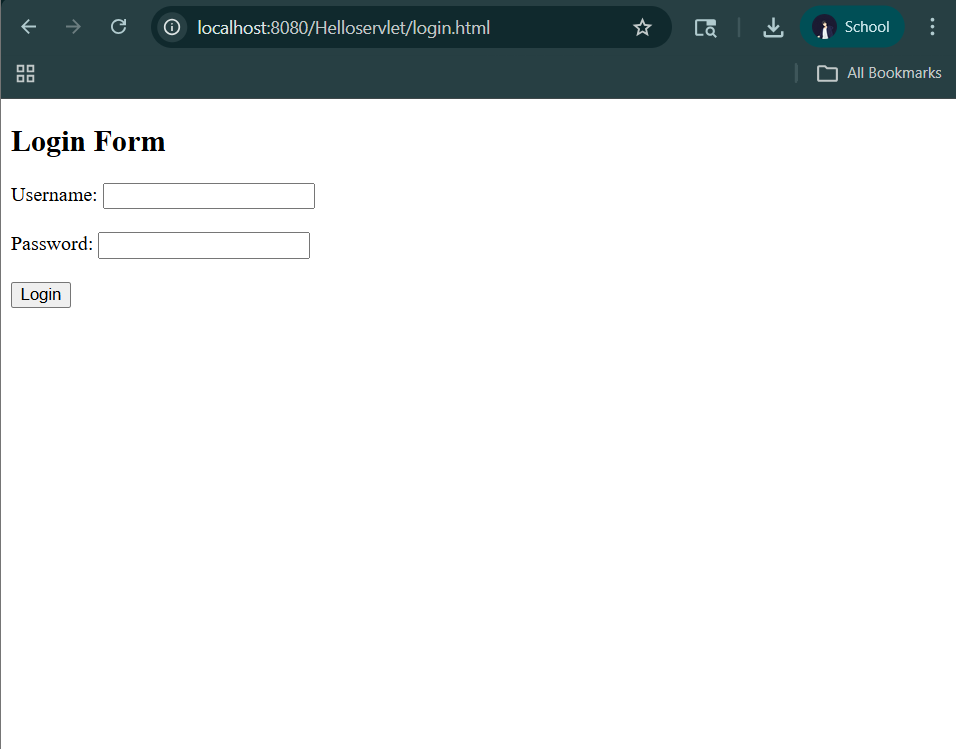 localhost:8080/Helloservlet/login.html
School
All Bookmarks
Login Form
Username:
Password:
Login